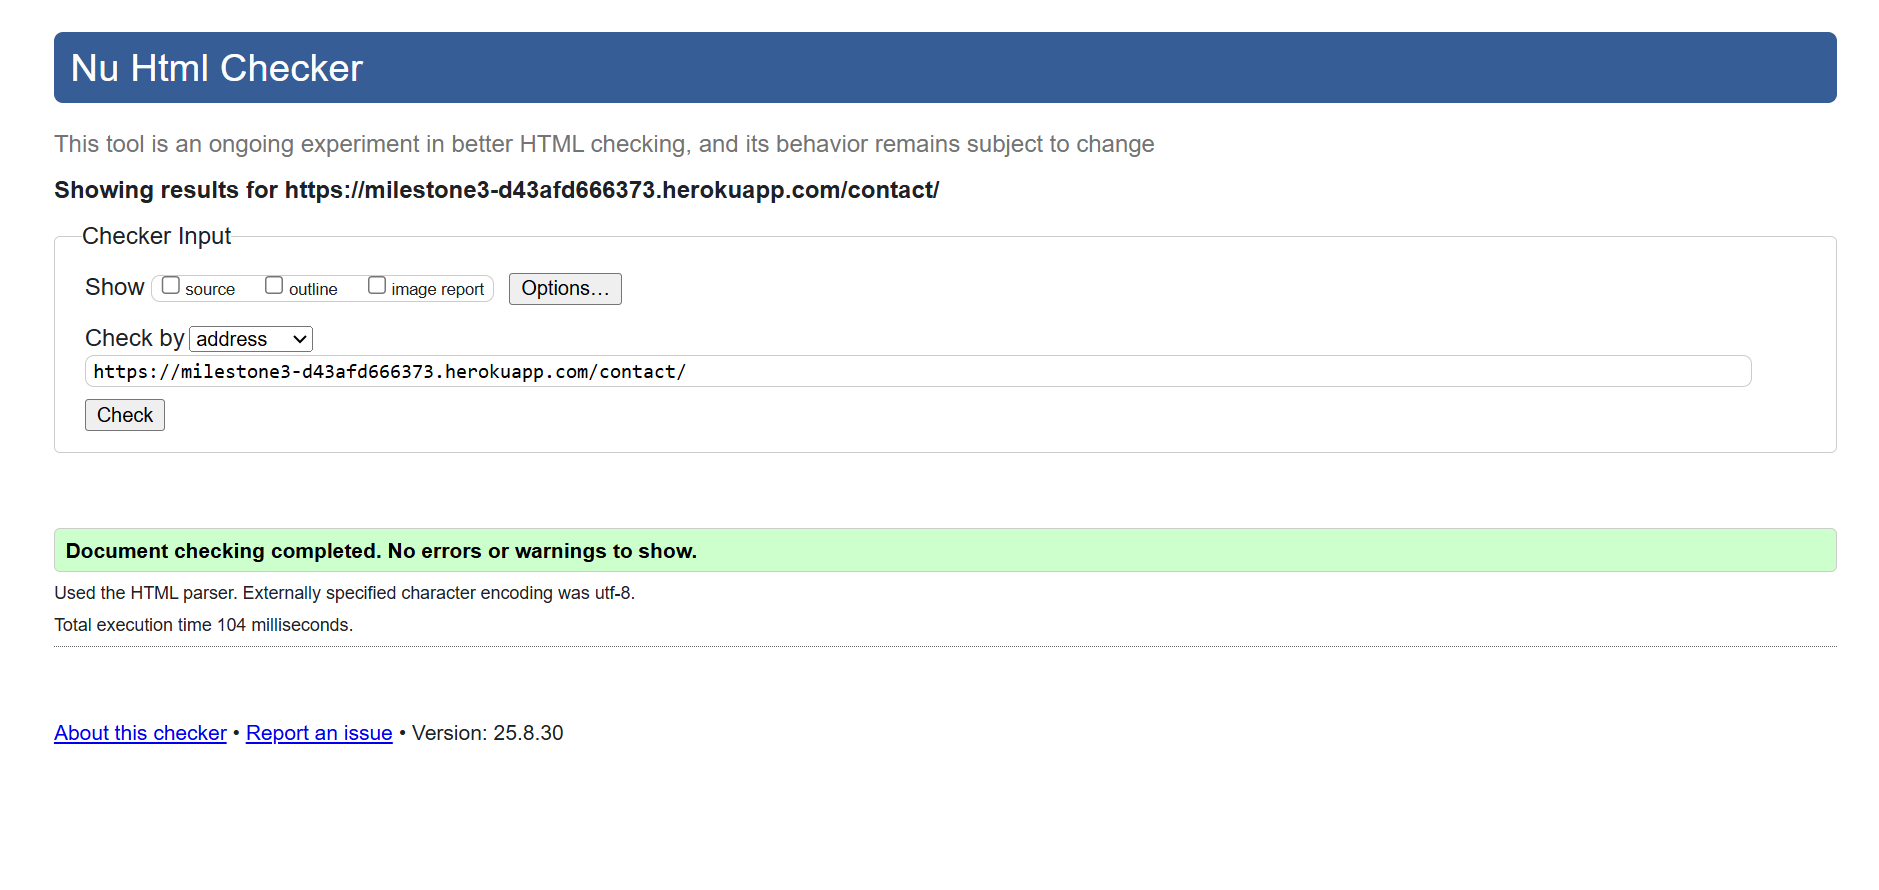 Nu Html Checker
This tool is an ongoing experiment in better HTML checking, and its behavior remains subject to change
Showing results for https://milestone3-d43afd666373.herokuapp.com/contact/
Checker Input
Show source outline image report Options…
Check by address
https://milestone3-d43afd666373.herokuapp.com/contact/
Check
Document checking completed. No errors or warnings to show.
Used the HTML parser. Externally specified character encoding was utf-8.
Total execution time 104 milliseconds.
About this checker • Report an issue • Version: 25.8.30